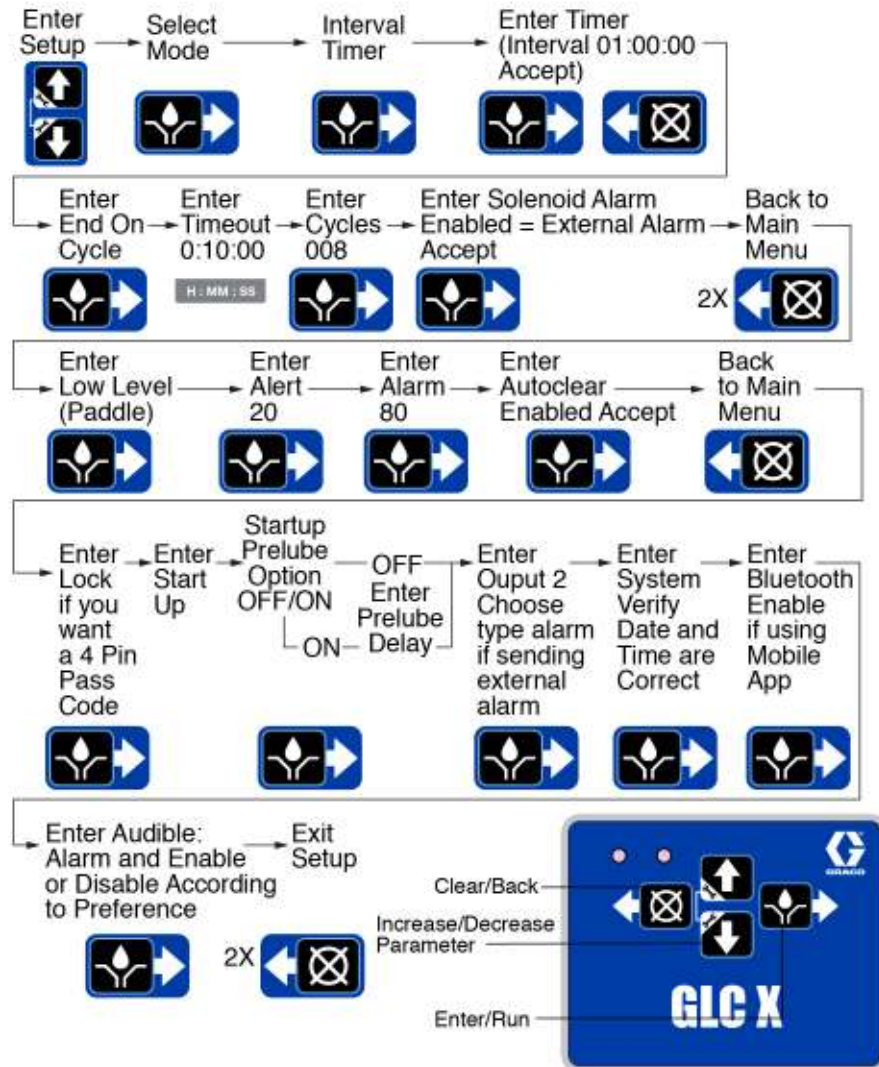 Enter
Setup
Select
Mode
Interval
Timer
Enter Timer
(Interval 01:00:00
Accept)
Enter
End On
Cycle
Enter
Timeout
0:10:00
H : MM : SS
Enter
Cycles
008
Enter Solenoid Alarm
Enabled = External Alarm
Accept
Back to
Main
Menu
2X
Enter
Low Level
(Paddle)
Enter
Alert
20
Enter
Alarm
80
Enter
Autoclear
Enabled Accept
Back
to Main
Menu
Enter
Lock
if you
want
a 4 Pin
Pass
Code
Enter
Start
Up
Startup
Prelube
Option
OFF/ON
OFF
ON
Enter
Prelube
Delay
Enter
Ouput 2
Choose
type alarm
if sending
external
alarm
Enter
System
Verify
Date and
Time are
Correct
Enter
Bluetooth
Enable
if using
Mobile
App
Enter Audible:
Alarm and Enable
or Disable According
to Preference
2X
Exit
Setup
GRACO
Clear/Back
Increase/Decrease
Parameter
Enter/Run
GLC X